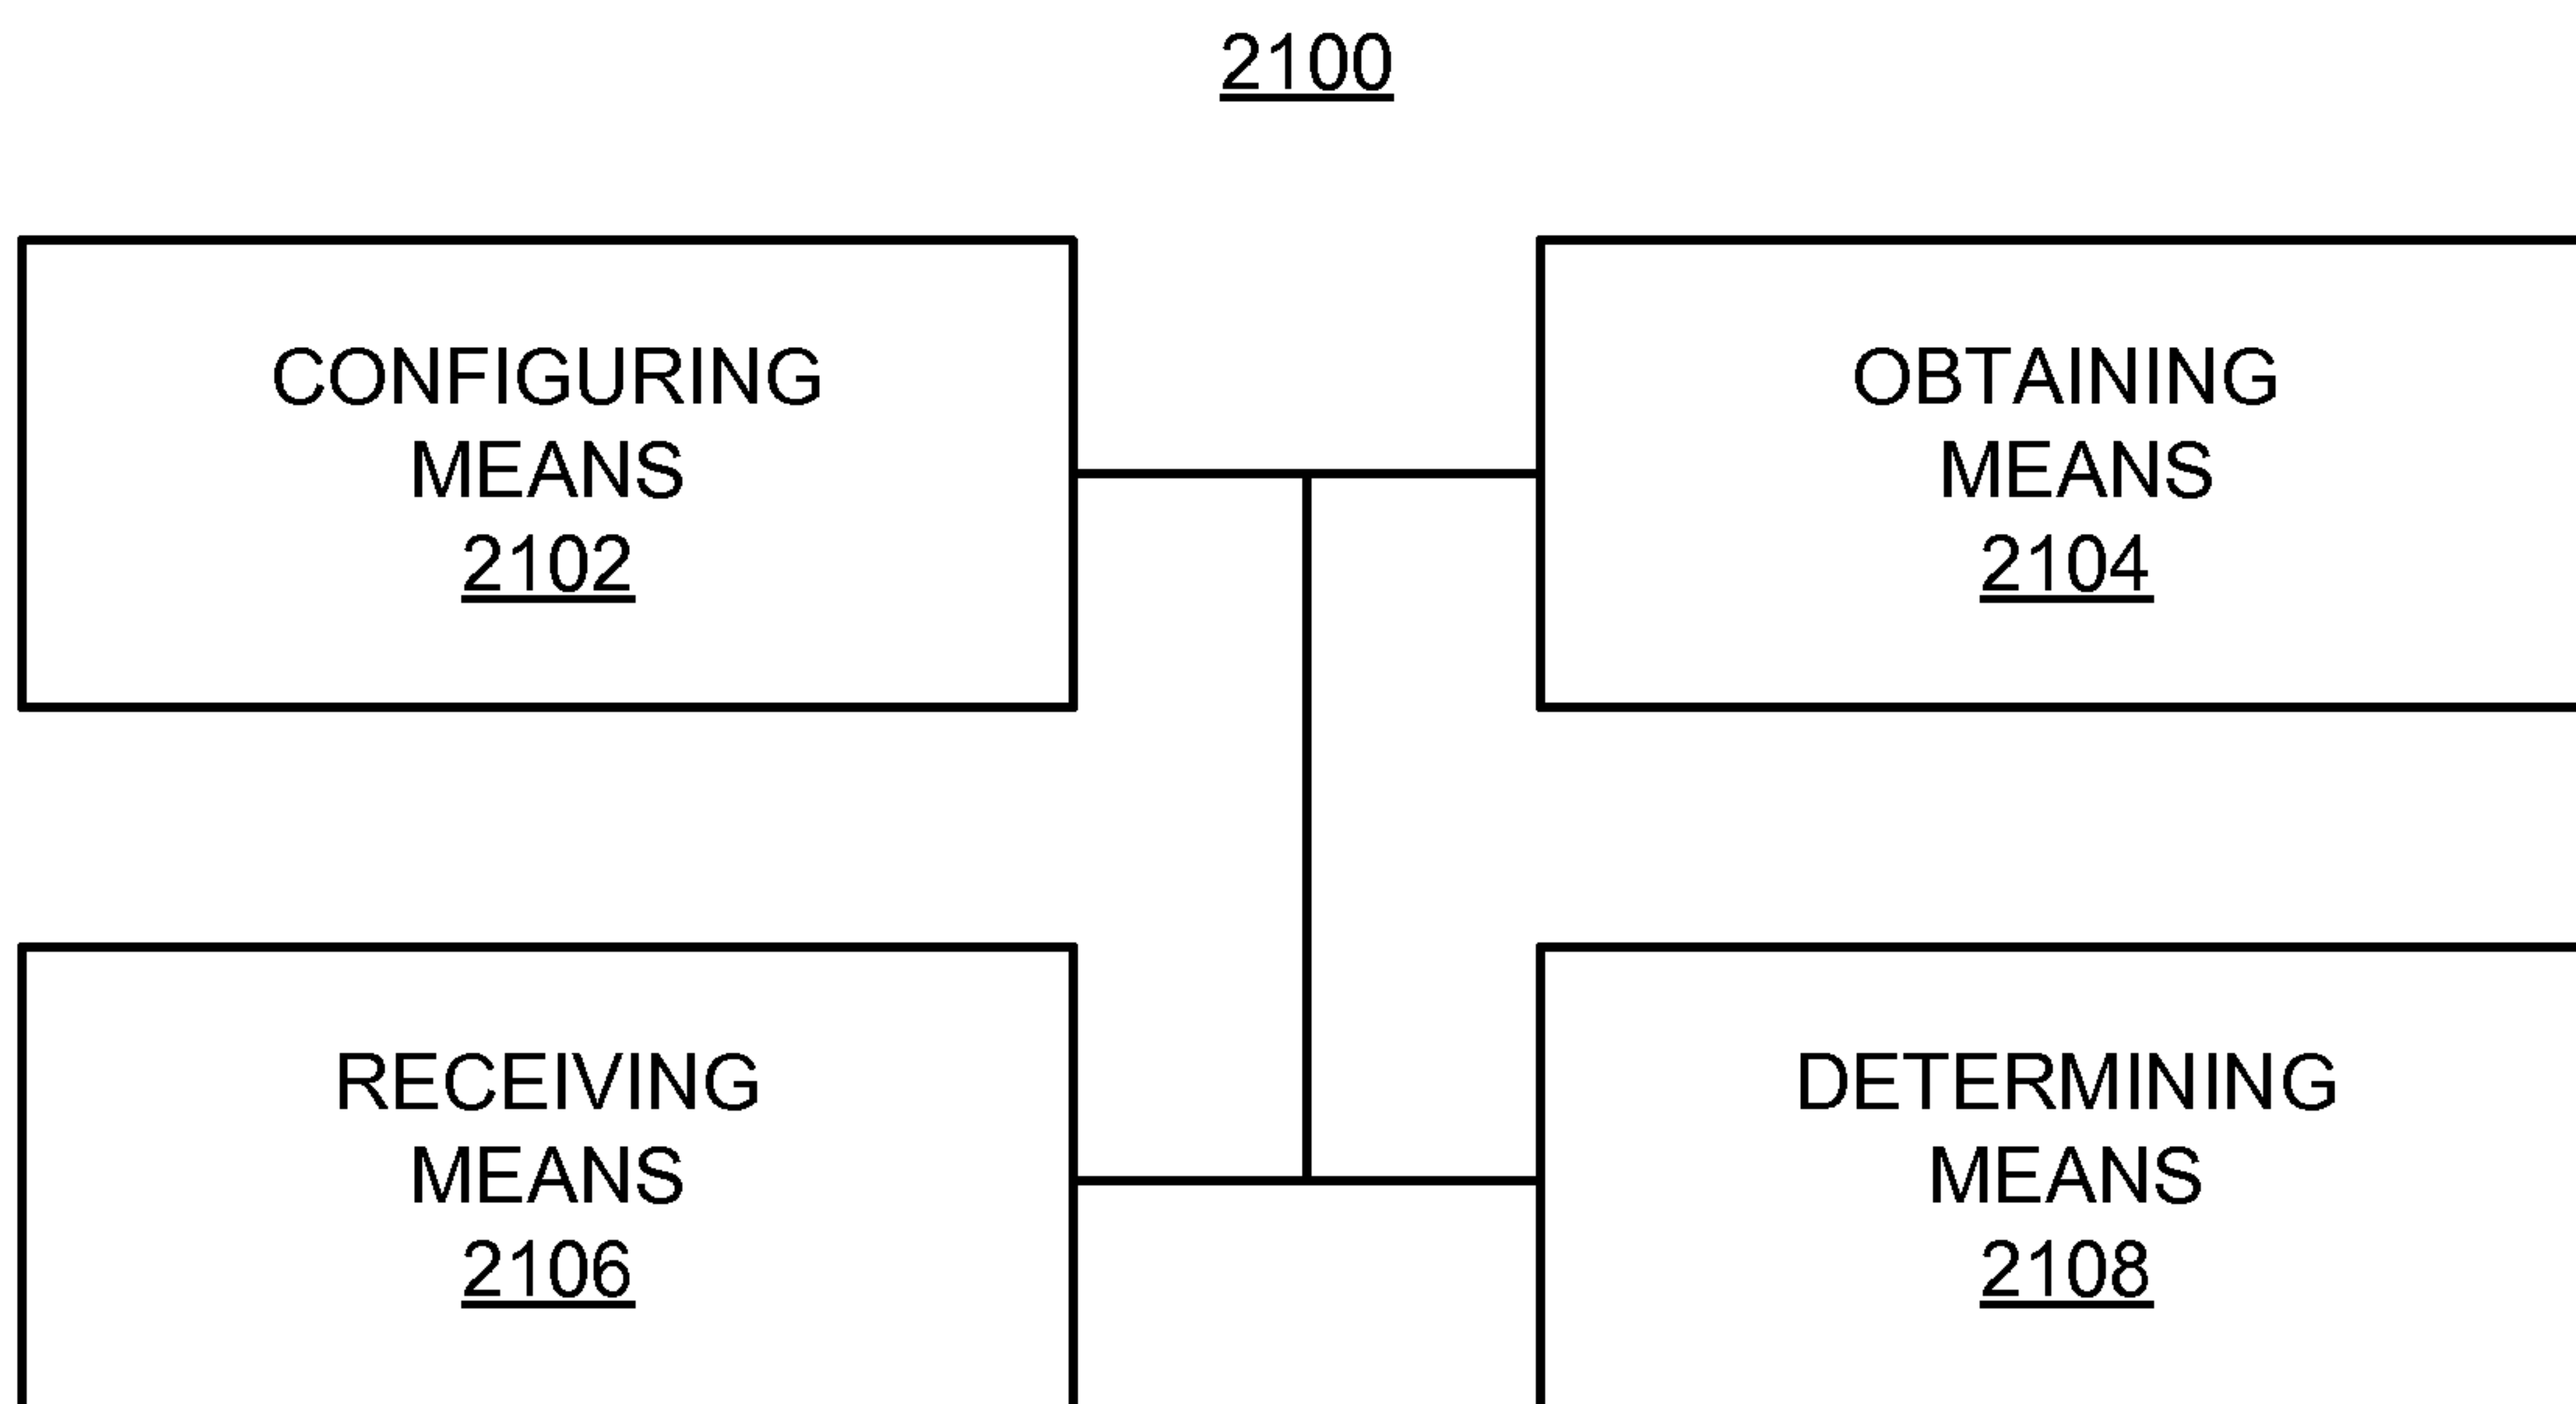 2100
CONFIGURING
MEANS
2102
OBTAINING
MEANS
2104
RECEIVING
MEANS
2106
DETERMINING
MEANS
2108